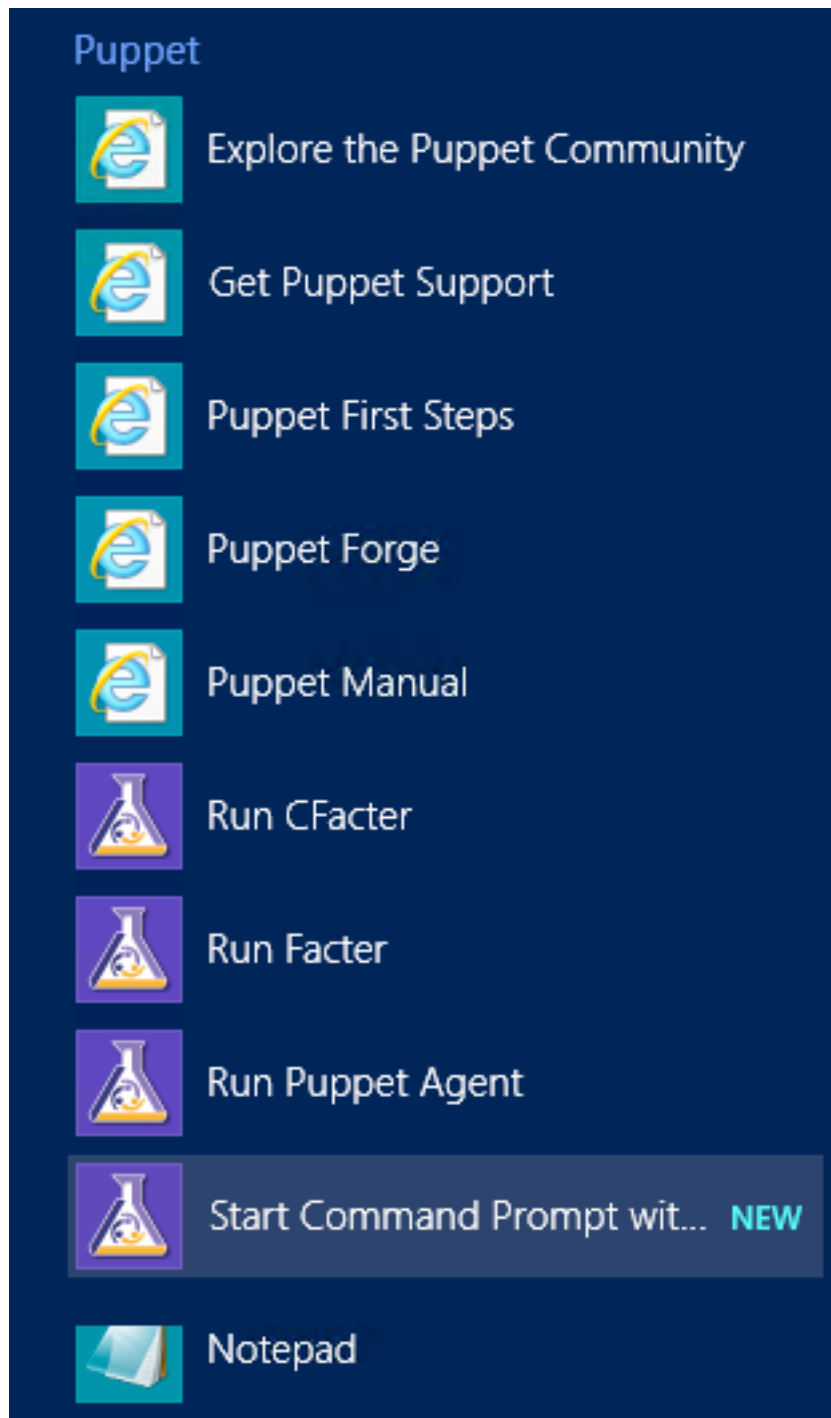 Puppet
Explore the Puppet Community
Get Puppet Support
Puppet First Steps
Puppet Forge
Puppet Manual
Run CFacter
Run Facter
Run Puppet Agent
Start Command Prompt wit... NEW
Notepad